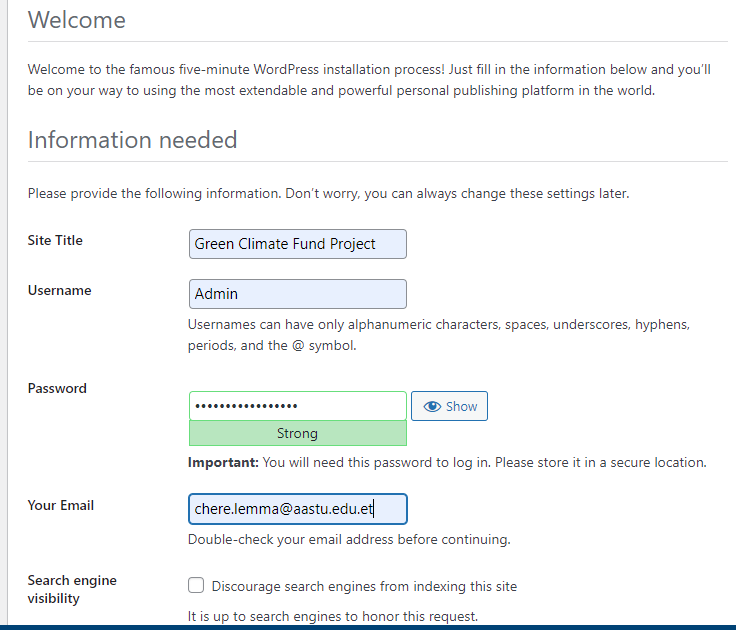 Welcome
Welcome to the famous five-minute WordPress installation process! Just fill in the information below and you’ll
be on your way to using the most extendable and powerful personal publishing platform in the world.
Information needed
Please provide the following information. Don’t worry, you can always change these settings later.
Site Title
Green Climate Fund Project
Username
Admin
Usernames can have only alphanumeric characters, spaces, underscores, hyphens,
periods, and the @ symbol.
Password
•••••••••••••••••
Show
Strong
Important: You will need this password to log in. Please store it in a secure location.
Your Email
chere.lemma@aastu.edu.et
Double-check your email address before continuing.
Search engine
visibility
Discourage search engines from indexing this site
It is up to search engines to honor this request.